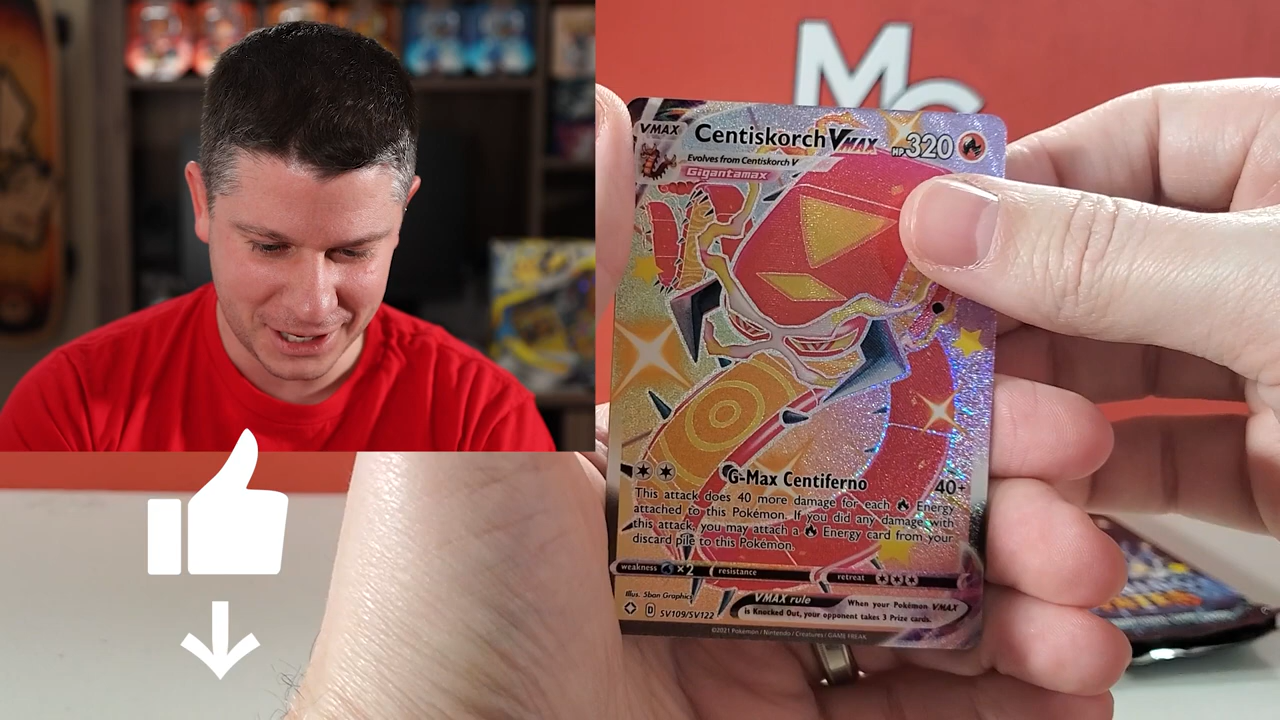 MC
VMAX
Centiskorch VMAX HP 320
Evolves from Centiskorch V
Gigantamax
G-Max Centiferno 40+
This attack does 40 more damage for each Energy
attached to this Pokémon. If you did any damage with
this attack, you may attach a Energy card from your
discard pile to this Pokémon.
weakness ×2 resistance retreat
Illus. 5ban Graphics
VMAX rule When your Pokémon VMAX
is Knocked Out, your opponent takes 3 Prize cards.
D SV109/SV122
©2021 Pokémon / Nintendo / Creatures / GAME FREAK